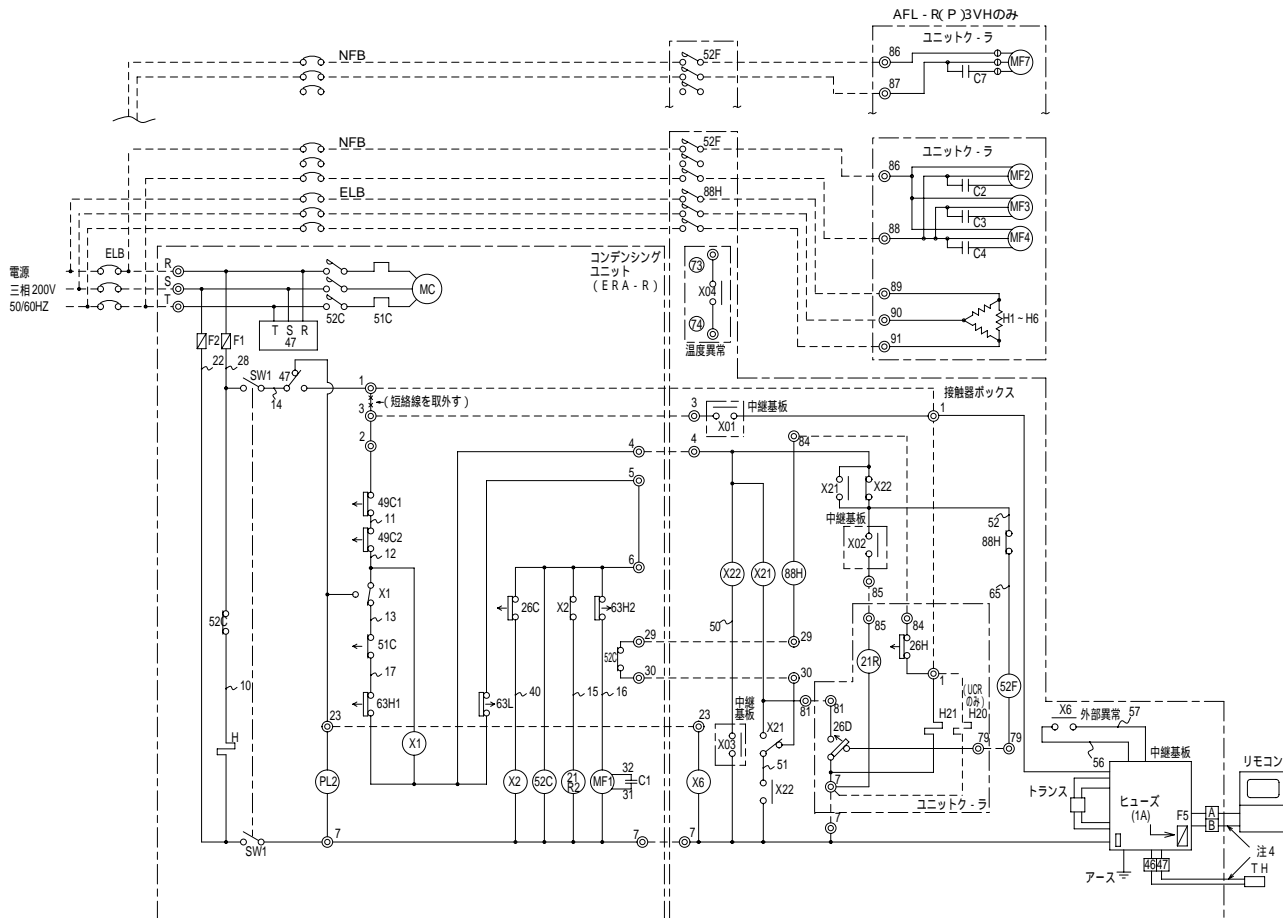 AFL - R( P )3VHのみ
ユニットク - ラ
NFB
52F
86
87
MF7
C7
NFB
52F
ELB
88H
ユニットク - ラ
86
88
MF2
C2
MF3
C3
MF4
C4
89
90
91
H1 ~ H6
電源
三相 200V
50/60HZ
ELB
R
S
T
コンデンシング
ユニット
( ERA - R )
MC
52C
51C
T S R
47
73
X04
74
温度異常
F2
F1
22
28
SW1
47
14
1
(短絡線を取外す)
3
2
3
中継基板
X01
接触器ボックス
1
4
4
84
5
6
49C1
11
49C2
12
X1
13
51C
17
63H1
X1
63L
26C
X2
63H2
52C
29
30
29
30
40
15
16
X22
X21
88H
50
X21
X22
中継基板
X02
85
85
84
26H
21R
1
52
88H
65
52F
(UCR
のみ)
H21
H20
79
79
81
81
26D
7
7
ユニットク - ラ
52C
10
H
23
PL2
7
SW1
X2
52C
21
R2
MF1
32
31
C1
7
7
23
X6
中継
基板
X03
X21
51
X22
X6
外部異常
57
56
中継基板
トランス
ヒューズ
(1A)
F5
A
B
リモコン
注4
46
47
TH
アース